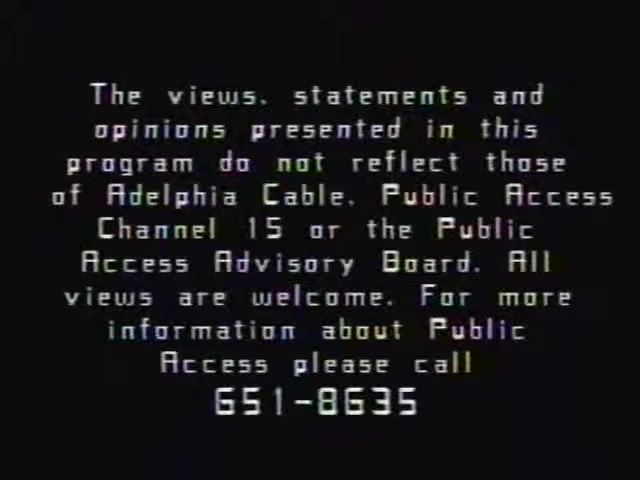 The views, statements and
opinions presented in this
program do not reflect those
of Adelphia Cable, Public Access
Channel 15 or the Public
Access Advisory Board. All
views are welcome. For more
information about Public
Access please call
651-8635